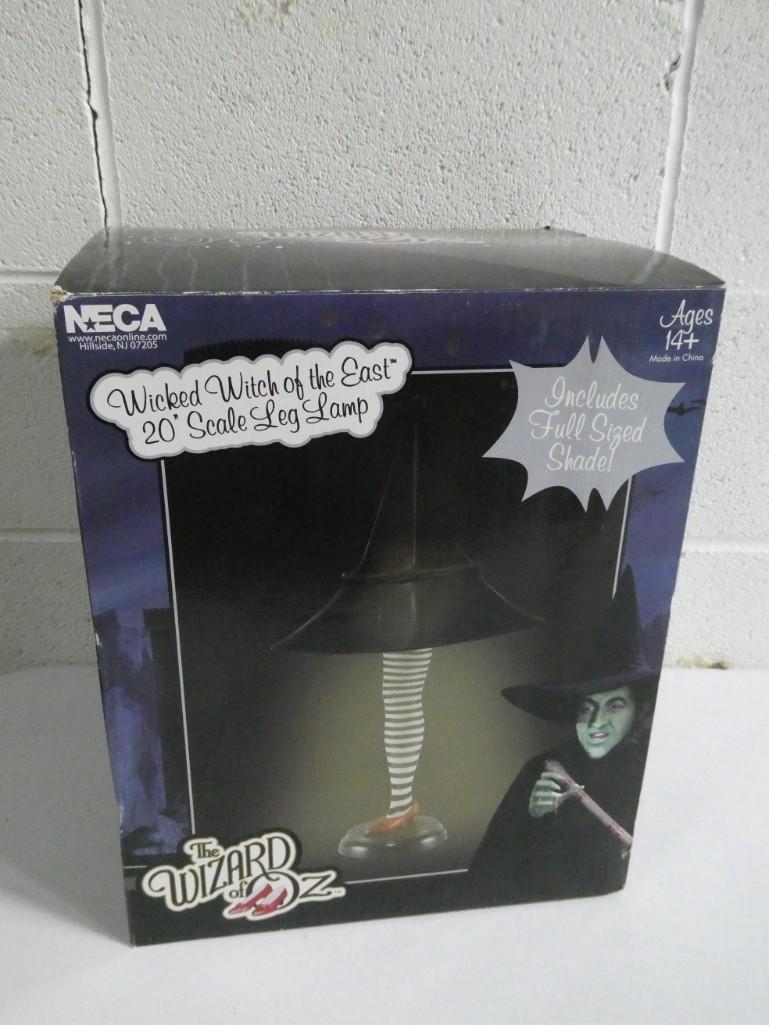 NECA
www.necaonline.com
Hillside, NJ 07205
Ages
14+
Made in China
Wicked Witch of the East™
20" Scale Leg Lamp
Includes
Full Sized
Shade!
The
WIZARD
of OZ™